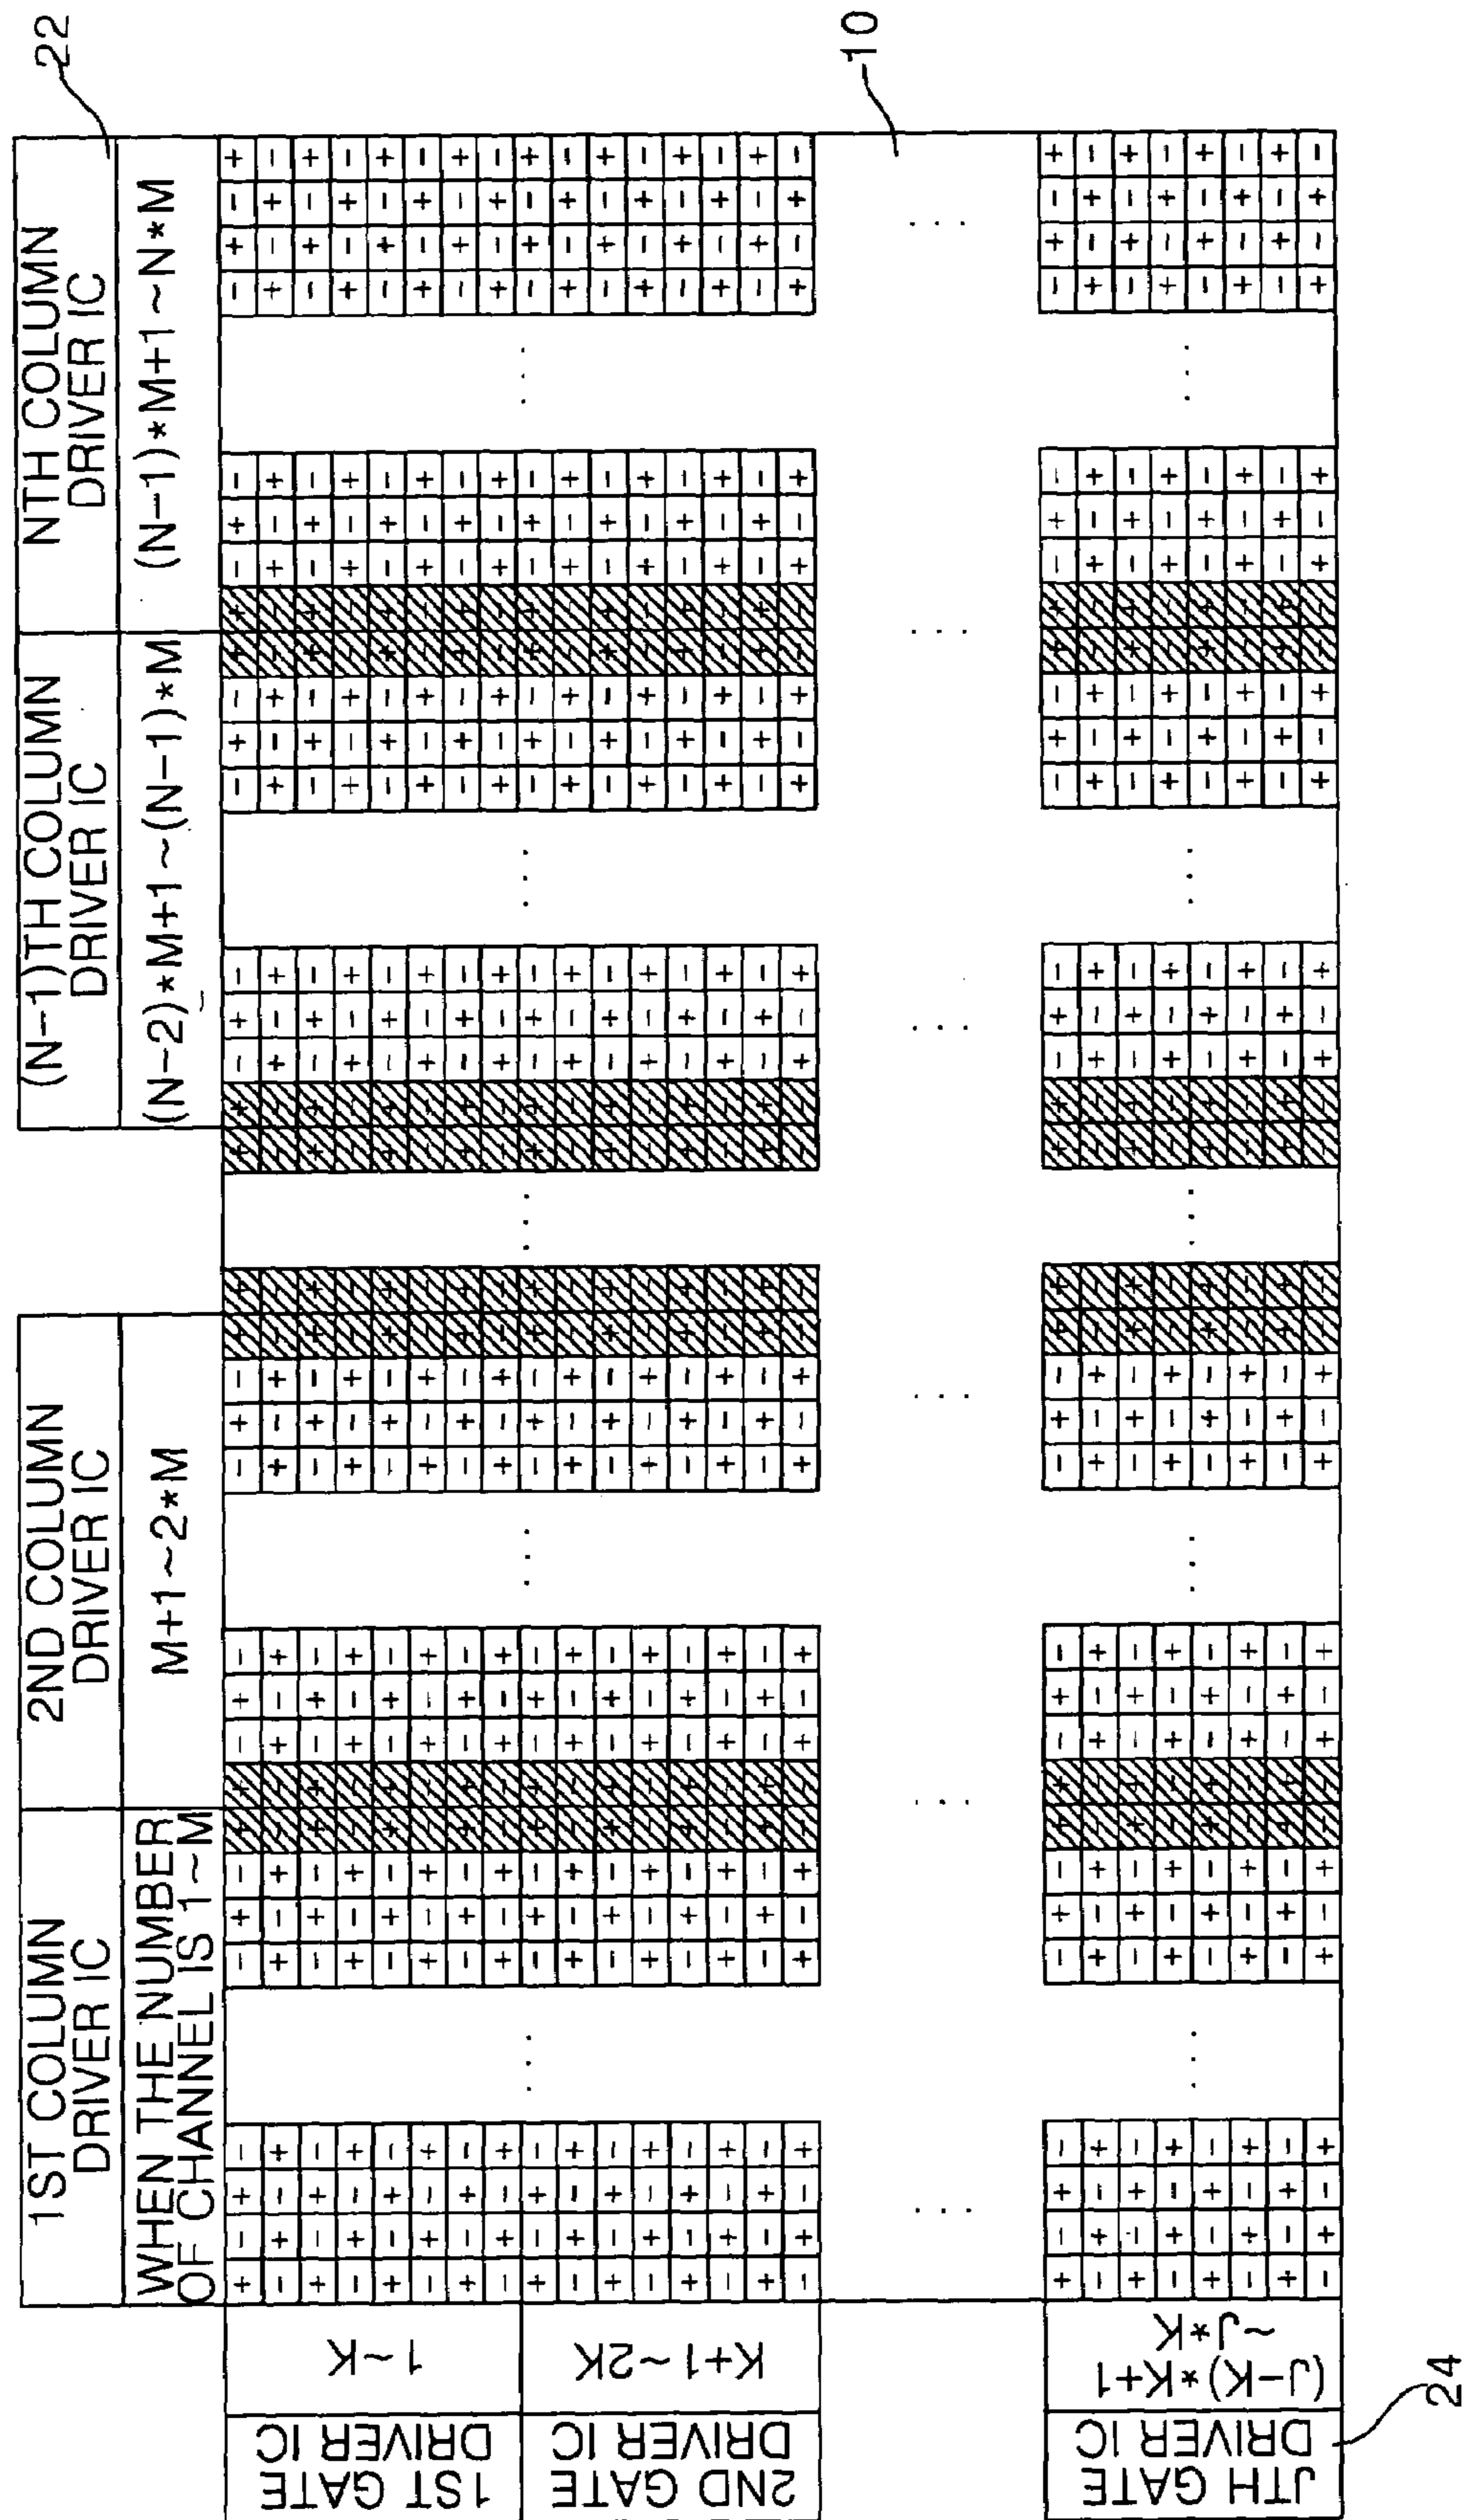 1ST COLUMN
DRIVER IC
2ND COLUMN
DRIVER IC
(N-1)TH COLUMN
DRIVER IC
NTH COLUMN
DRIVER IC
22
WHEN THE NUMBER
OF CHANNEL IS 1~M
M+1~2*M
(N-2)*M+1~(N-1)*M
(N-1)*M+1~N*M
1ST GATE
DRIVER IC
1~K
2ND GATE
DRIVER IC
K+1~2K
10
JTH GATE
DRIVER IC
(J-K)*K+1
~J*K
24